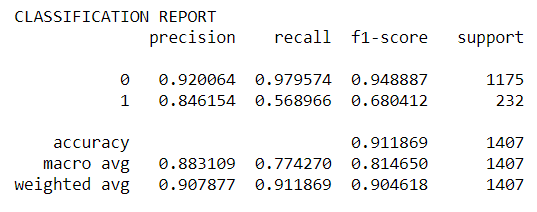 CLASSIFICATION REPORT
precision recall f1-score support
0 0.920064 0.979574 0.948887 1175
1 0.846154 0.568966 0.680412 232
accuracy 0.911869 1407
macro avg 0.883109 0.774270 0.814650 1407
weighted avg 0.907877 0.911869 0.904618 1407